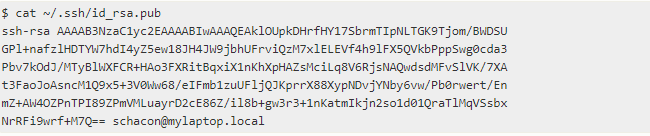 $ cat ~/.ssh/id_rsa.pub
ssh-rsa AAAAB3NzaC1yc2EAAAABIwAAAQEAklOUpkDHrfHY17SbrmTIpNLTGK9Tjom/BWDSU
GPl+nafzlHDTYW7hdI4yZ5ew18JH4JW9jbhUFrviQzM7xlELEVf4h9lFX5QVkbPppSwg0cda3
Pbv7kOdJ/MTyBlWXFCR+HAo3FXRitBqxiX1nKhXpHAZsMciLq8V6RjsNAQwdsdMFvSlVK/7XA
t3FaoJoAsncM1Q9x5+3V0Ww68/eIFmb1zuUFljQJKprrX88XypNDvjYNby6vw/Pb0rwert/En
mZ+AW4OZPnTPI89ZPmVMLuayrD2cE86Z/il8b+gw3r3+1nKatmIkjn2so1d01QraTlMqVSsbx
NrRFi9wrf+M7Q== schacon@mylaptop.local